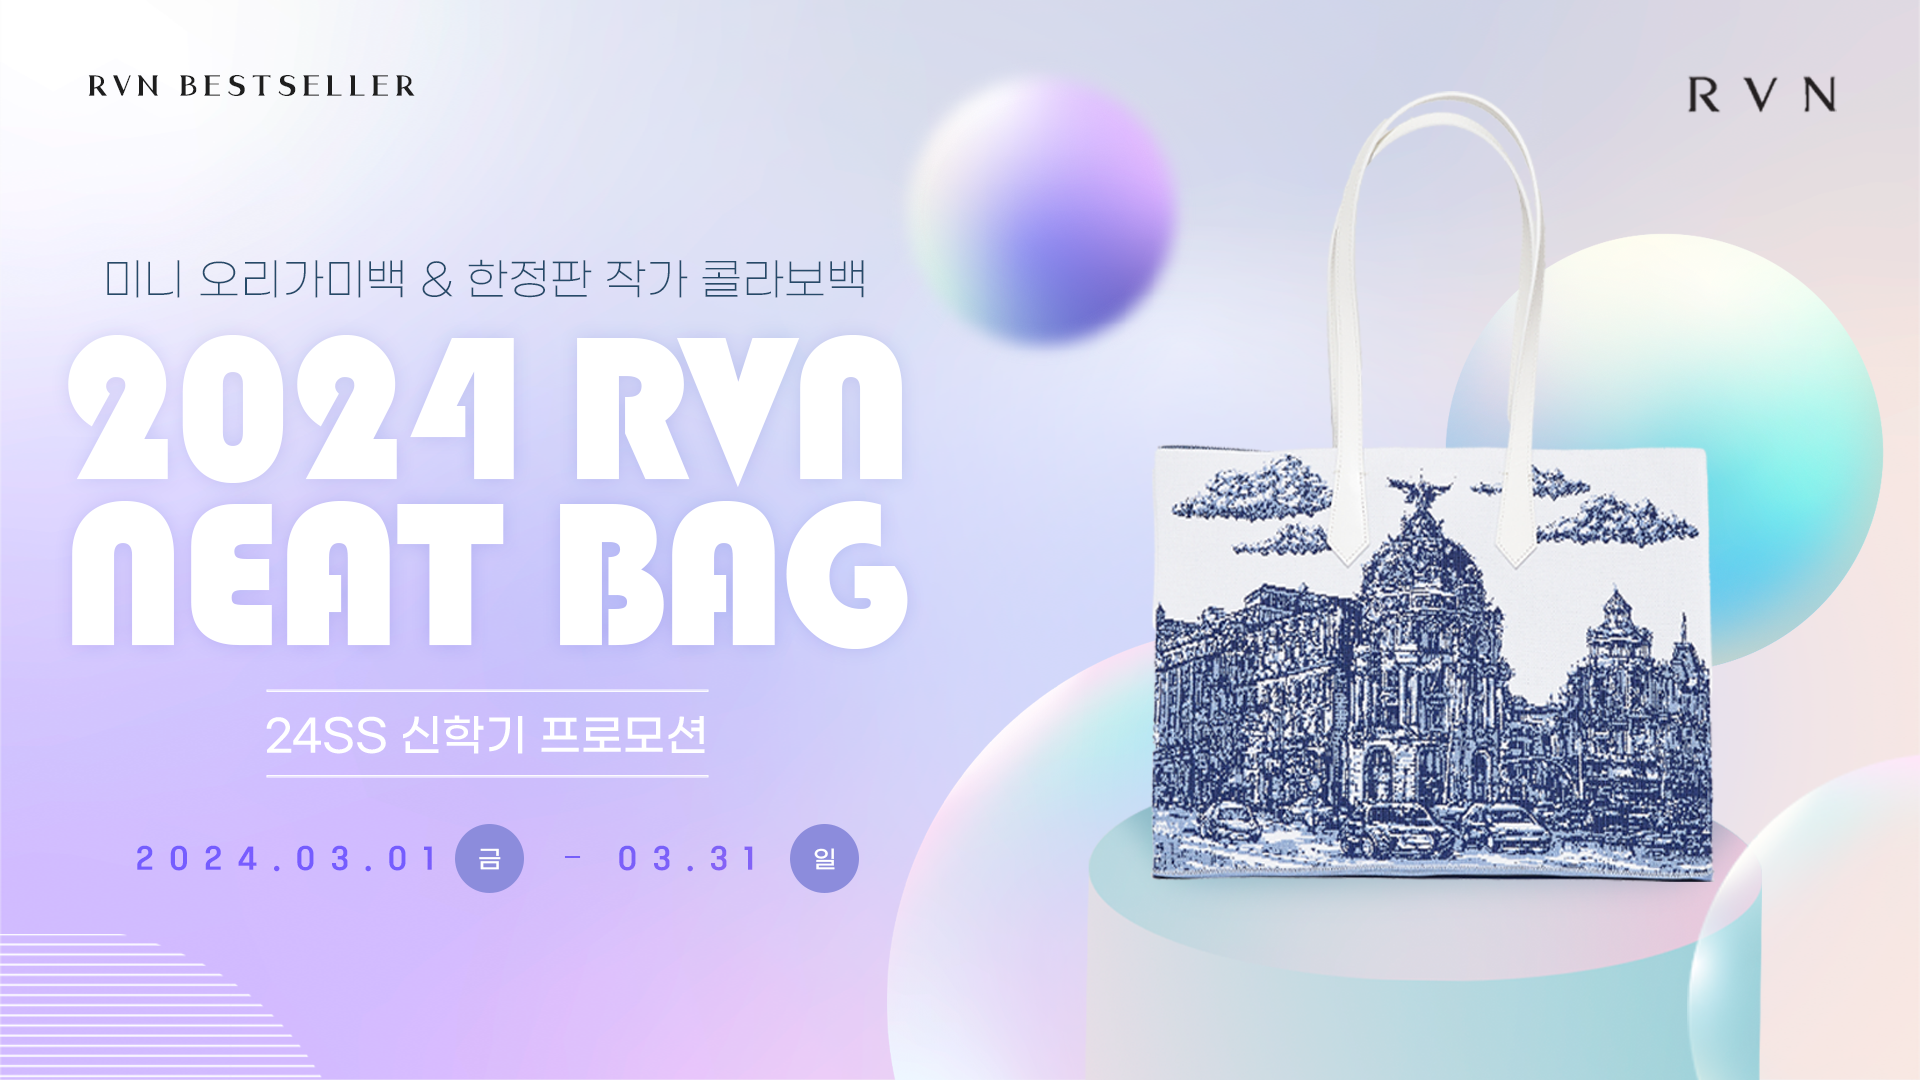 RVN BESTSELLER
RVN
미니 오리가미백 & 한정판 작가 콜라보백
2024 RVN
NEAT BAG
24SS 신학기 프로모션
2024.03.01 금 - 03.31 일